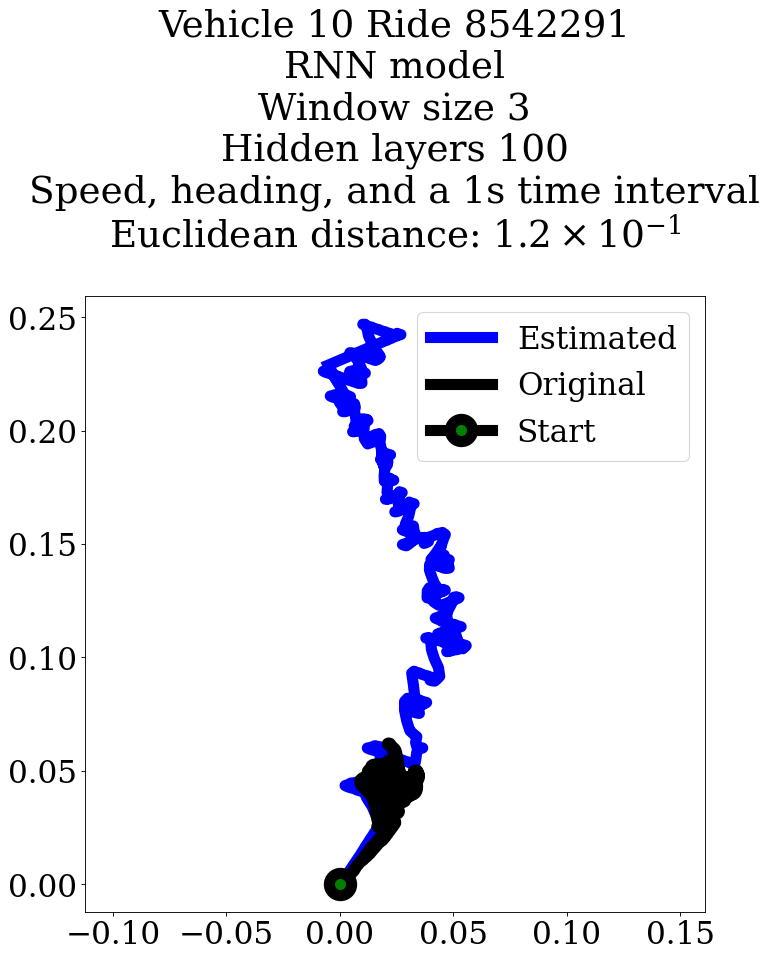 Vehicle 10 Ride 8542291
RNN model
Window size 3
Hidden layers 100
Speed, heading, and a 1s time interval
Euclidean distance: 1.2 × 10⁻¹
0.25
0.20
0.15
0.10
0.05
0.00
Estimated
Original
Start
−0.10 −0.05 0.00 0.05 0.10 0.15